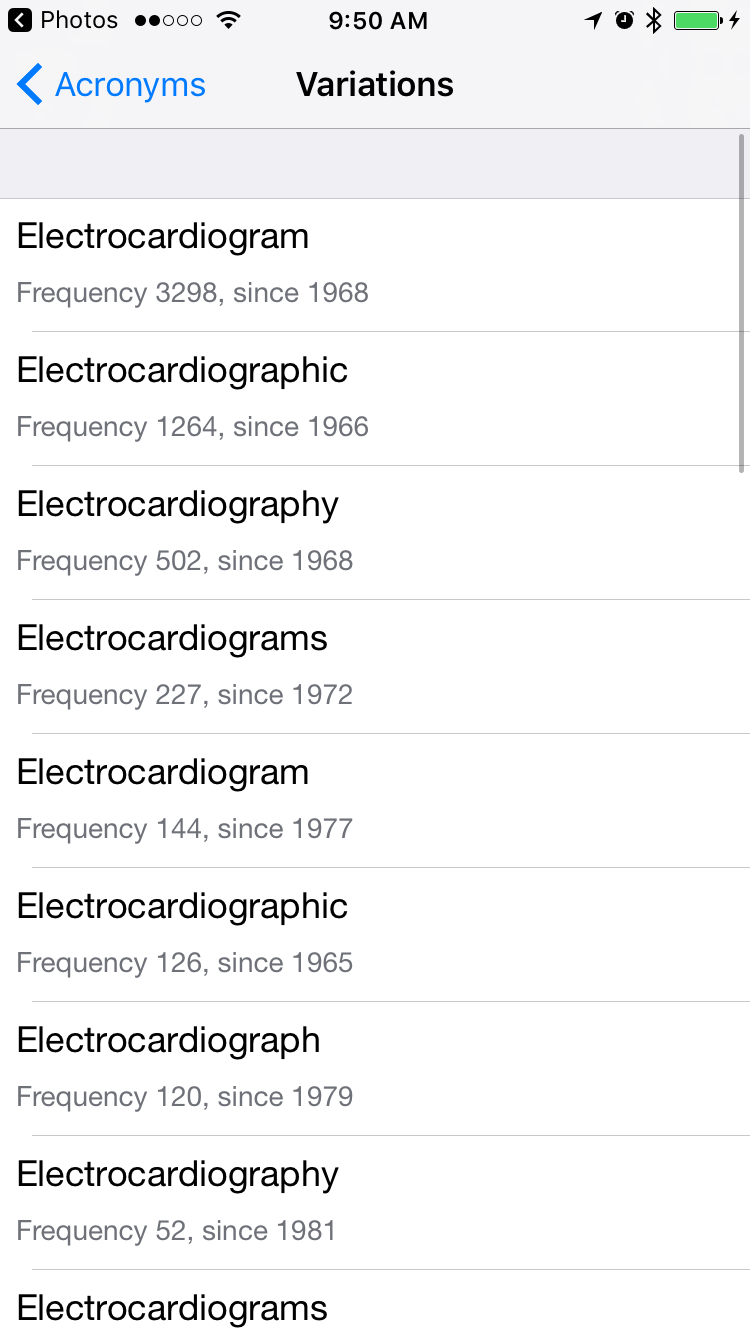 Photos 9:50 AM
Acronyms Variations
Electrocardiogram
Frequency 3298, since 1968
Electrocardiographic
Frequency 1264, since 1966
Electrocardiography
Frequency 502, since 1968
Electrocardiograms
Frequency 227, since 1972
Electrocardiogram
Frequency 144, since 1977
Electrocardiographic
Frequency 126, since 1965
Electrocardiograph
Frequency 120, since 1979
Electrocardiography
Frequency 52, since 1981
Electrocardiograms